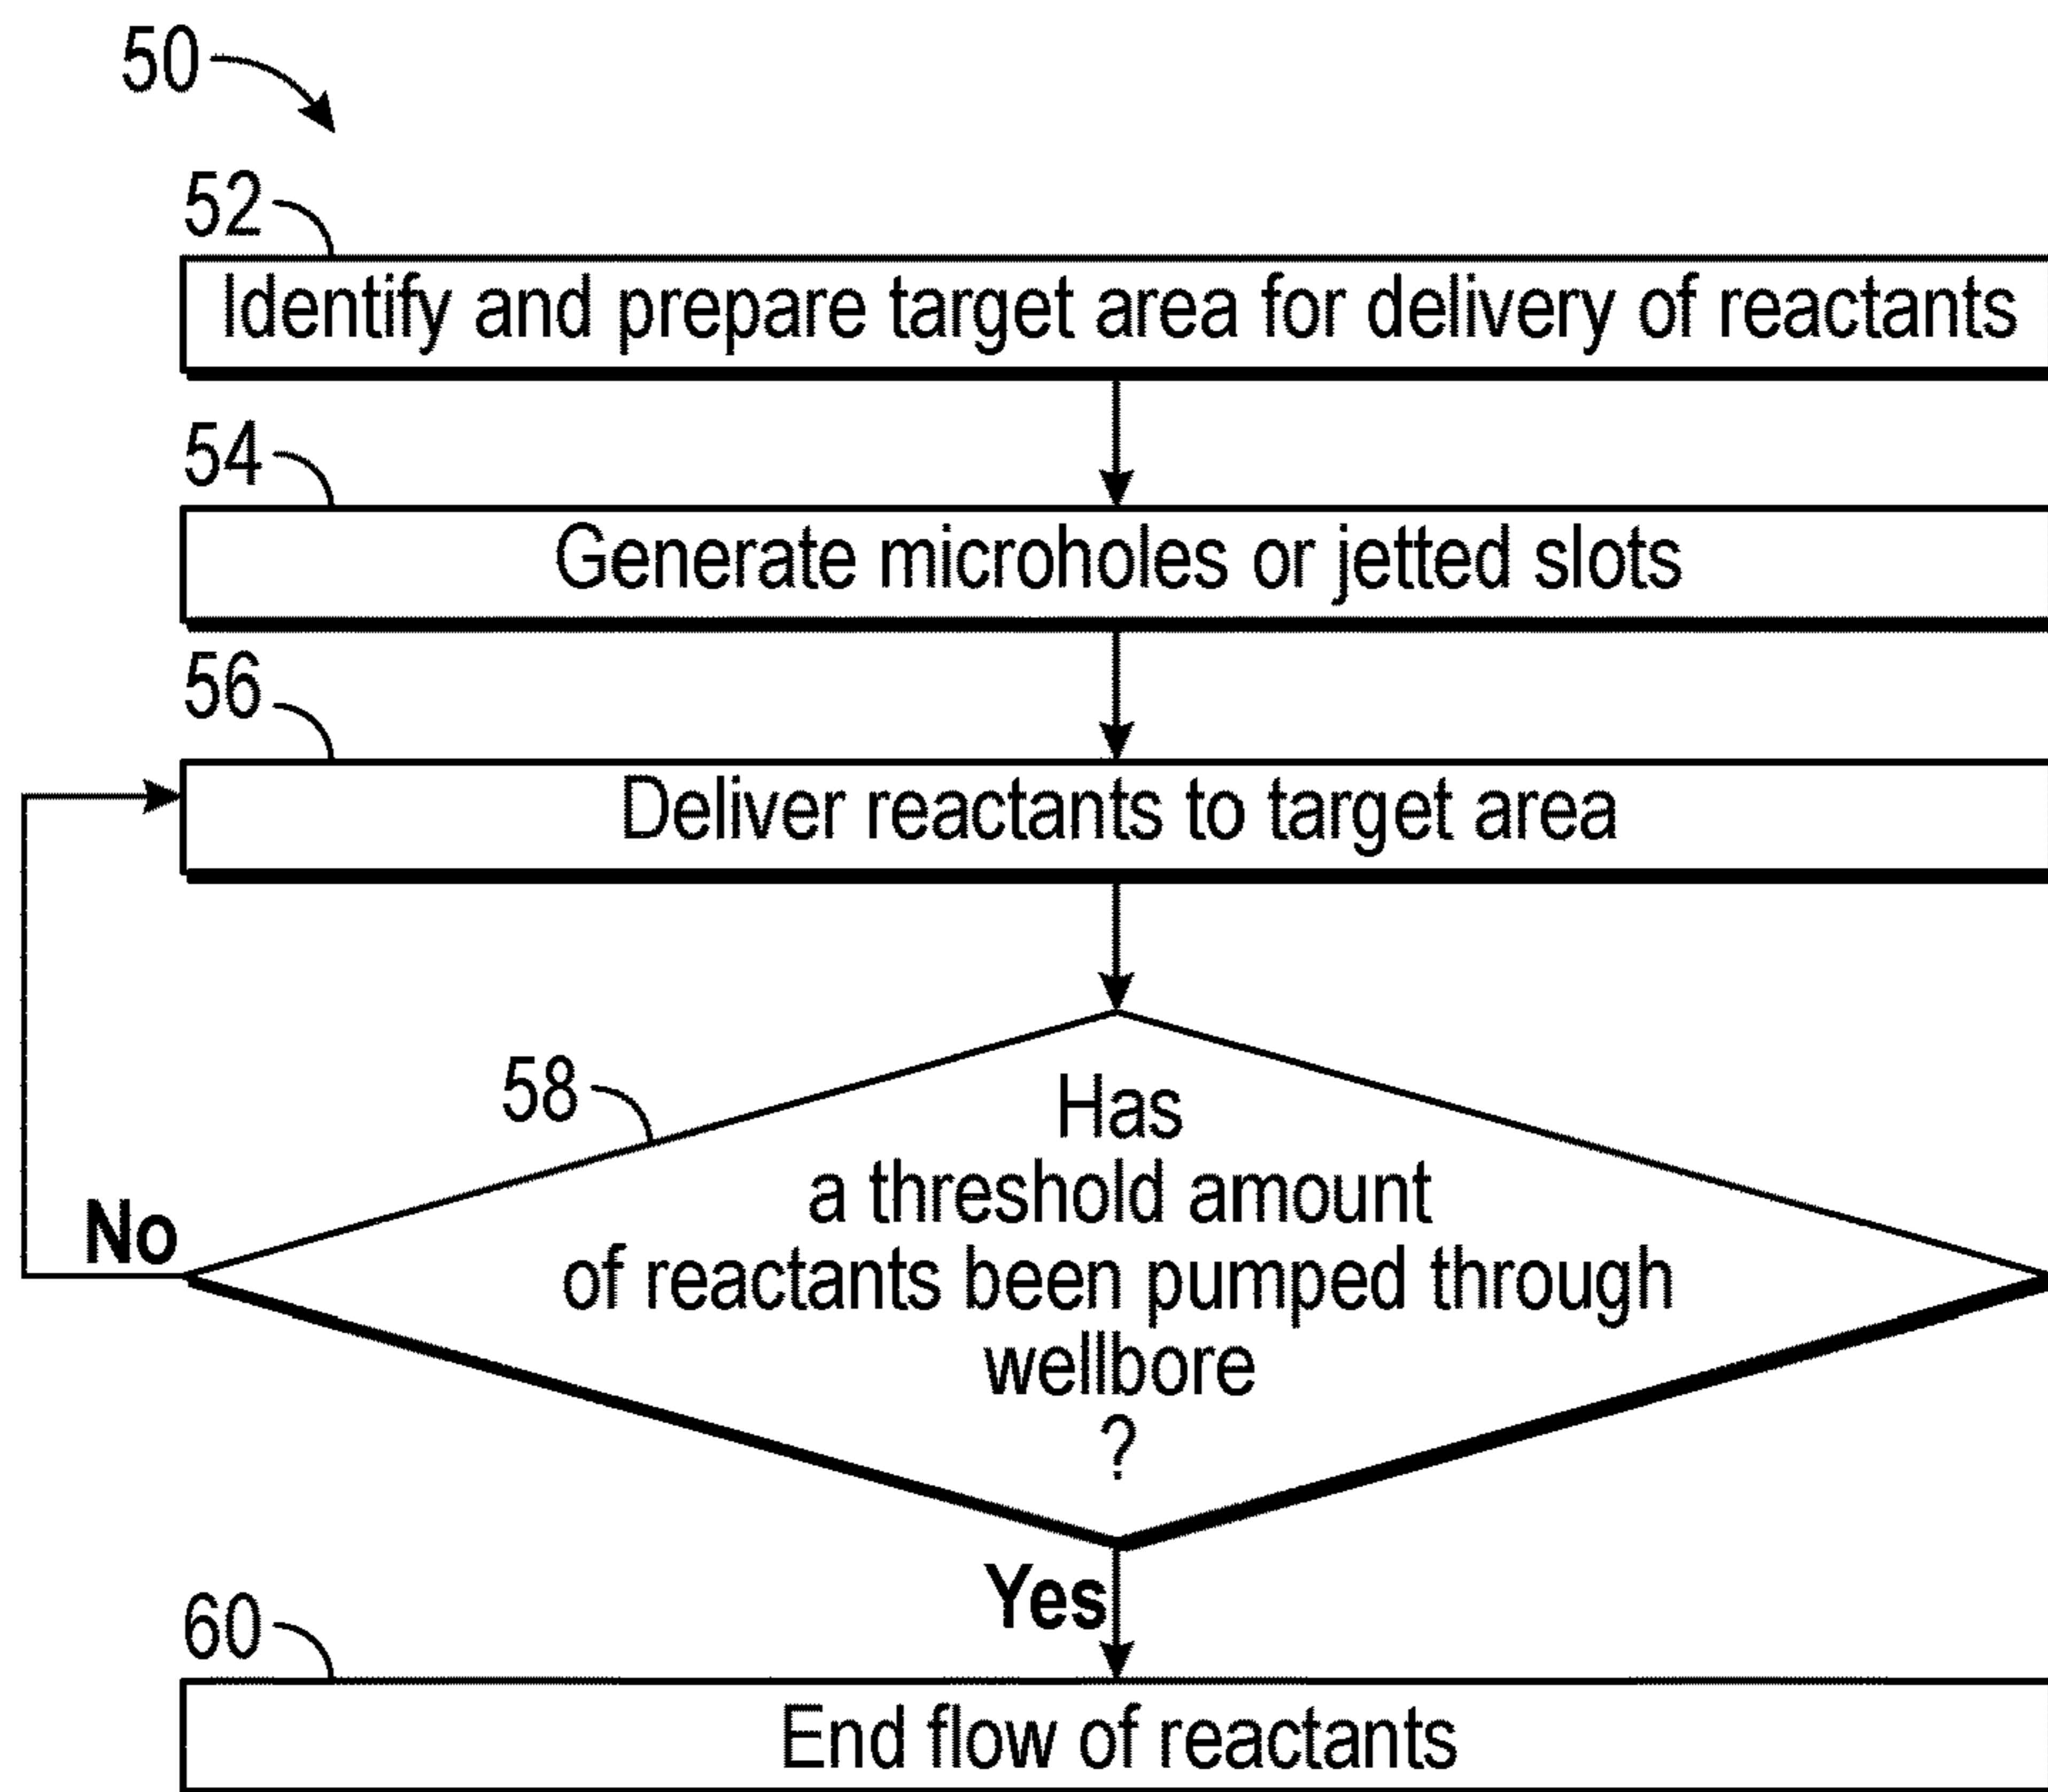 50
52
Identify and prepare target area for delivery of reactants
54
Generate microholes or jetted slots
56
Deliver reactants to target area
58
Has
a threshold amount
of reactants been pumped through
wellbore
?
No
Yes
60
End flow of reactants